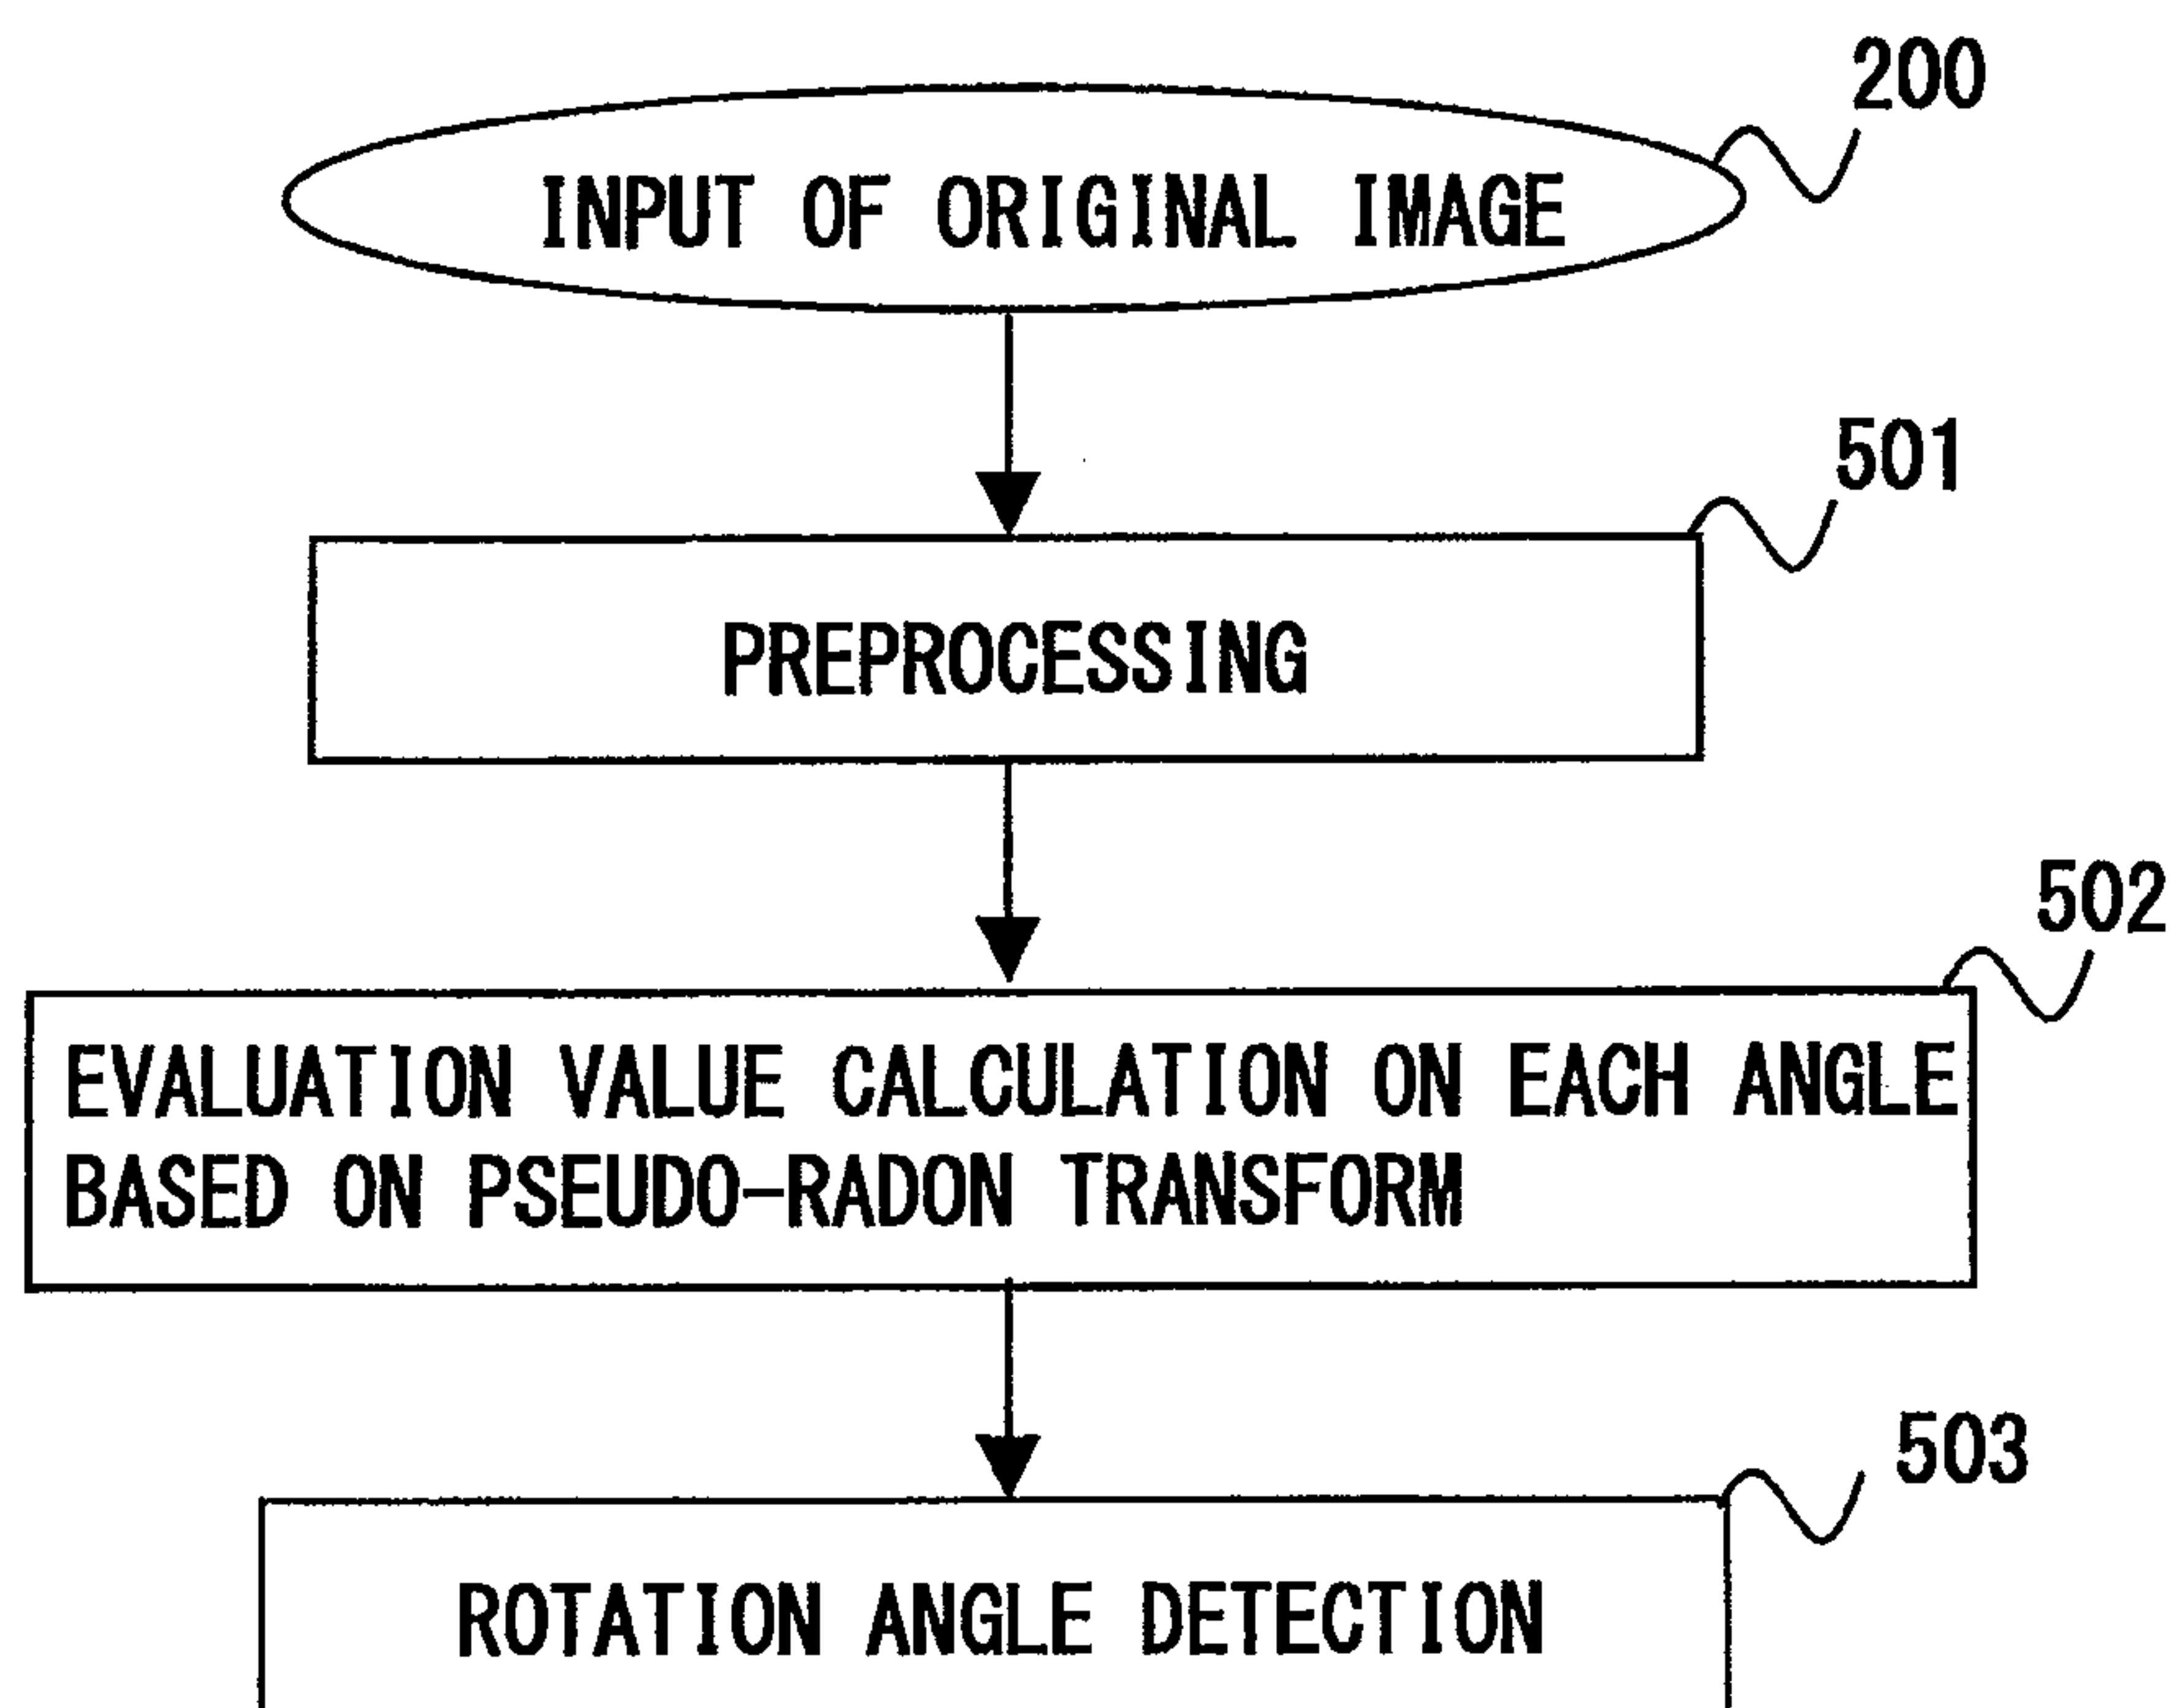 200
INPUT OF ORIGINAL IMAGE
501
PREPROCESSING
502
EVALUATION VALUE CALCULATION ON EACH ANGLE
BASED ON PSEUDO-RADON TRANSFORM
503
ROTATION ANGLE DETECTION